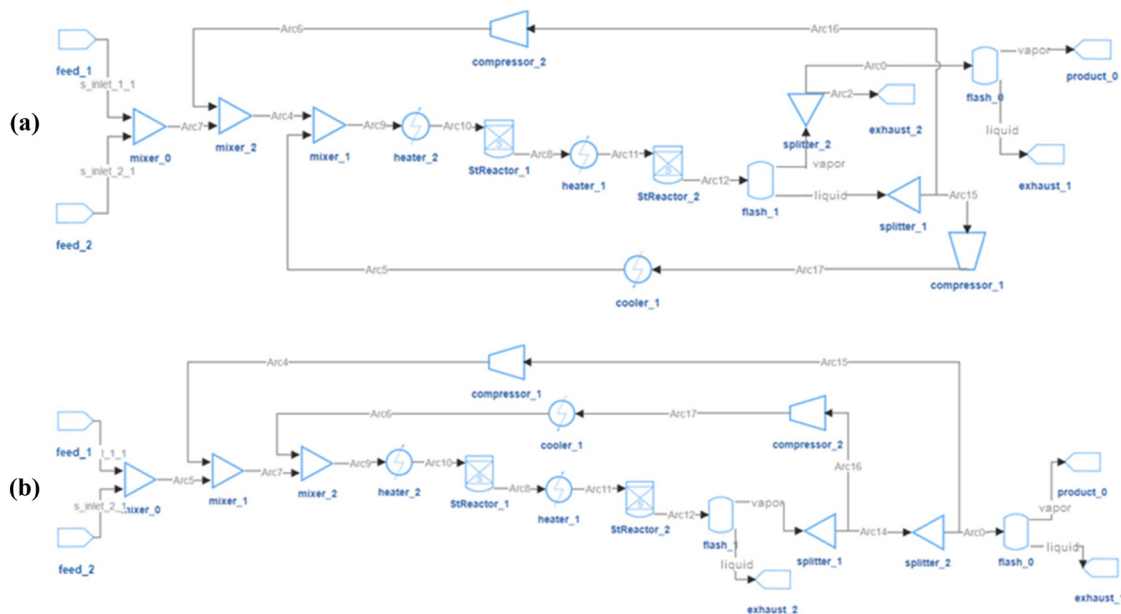 (a)
Arc6
Arc16
compressor_2
feed_1
s_inlet_1_1
Arc0
vapor
product_0
flash_0
Arc2
exhaust_2
splitter_2
liquid
exhaust_1
mixer_0
Arc7
mixer_2
Arc4
mixer_1
Arc9
heater_2
Arc10
StReactor_1
Arc8
heater_1
Arc11
StReactor_2
Arc12
flash_1
vapor
liquid
splitter_1
Arc15
s_inlet_2_1
feed_2
Arc5
cooler_1
Arc17
compressor_1
(b)
Arc4
Arc15
compressor_1
Arc6
cooler_1
Arc17
compressor_2
feed_1
t_1_1
Arc16
mixer_0
Arc5
mixer_1
Arc7
mixer_2
Arc9
heater_2
Arc10
StReactor_1
Arc8
heater_1
Arc11
StReactor_2
Arc12
flash_1
vapor
liquid
exhaust_2
splitter_1
Arc14
splitter_2
Arc0
flash_0
vapor
product_0
liquid
exhaust_1
s_inlet_2_1
feed_2